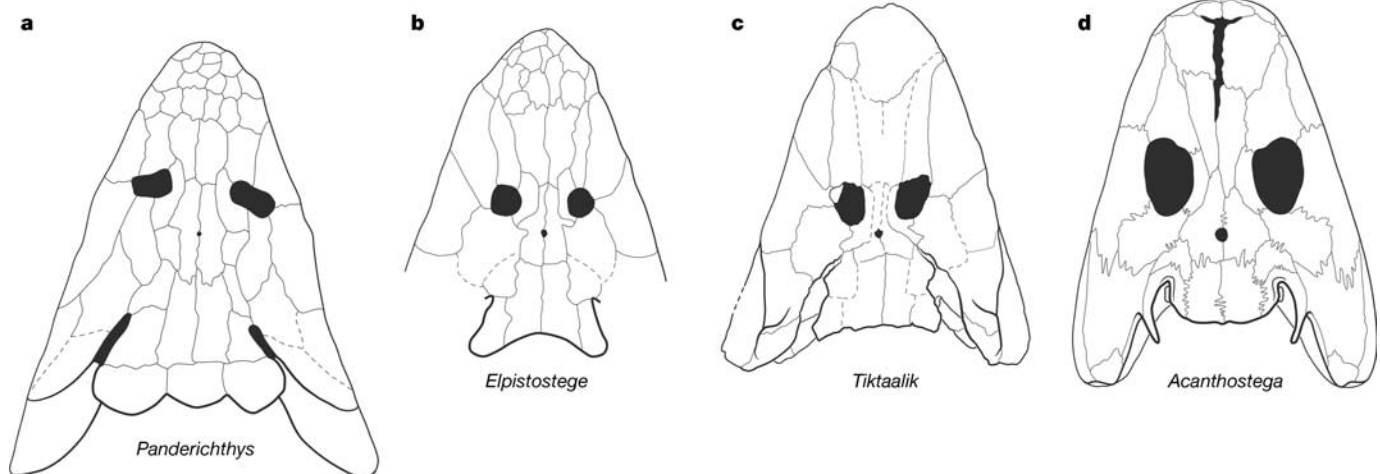 a
b
c
d
Panderichthys
Elpistostege
Tiktaalik
Acanthostega